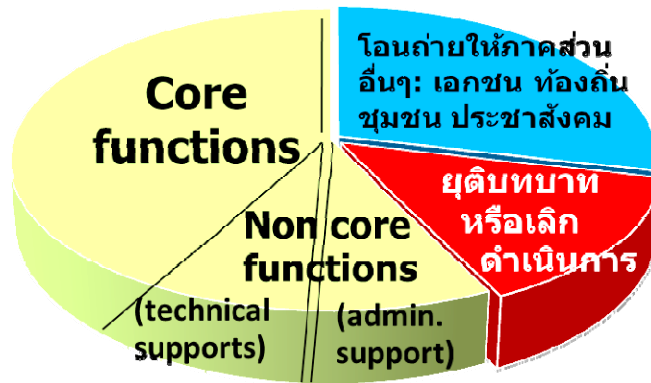 Core
functions
โอนถ่ายให้ภาคส่วน
อื่นๆ: เอกชน ท้องถิ่น
ชุมชน ประชาสังคม
ยุติบทบาท
หรือเลิก
ดำเนินการ
Non core
functions
(technical
supports)
(admin.
support)